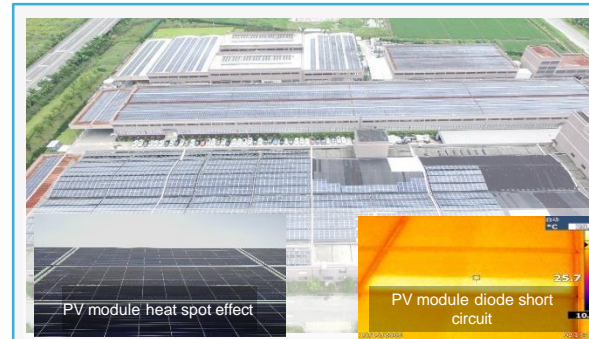 PV module heat spot effect
PV module diode short
circuit
°C
25.7